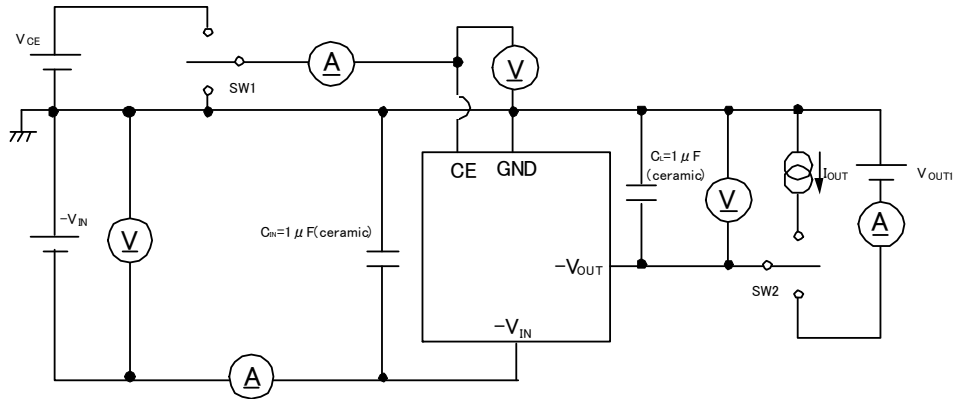 VCE
A
V
SW1
CE
GND
CL=1μF
(ceramic)
IOUT
VOUT1
−VIN
V
CIN=1μF(ceramic)
V
A
−VOUT
SW2
−VIN
A